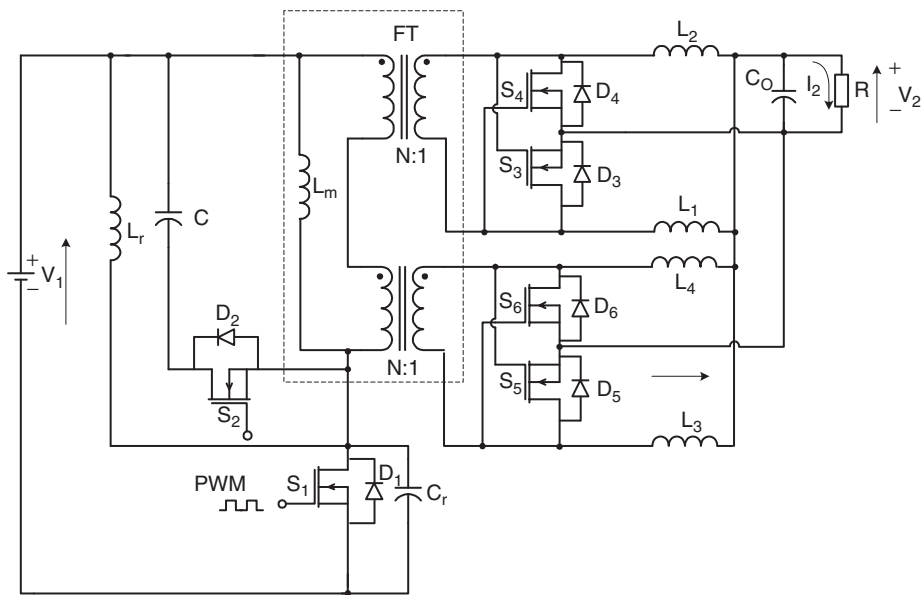 FT
L2
S4
D4
CO
I2
R
+
–
V2
N:1
S3
D3
Lm
L1
Lr
C
+
–
V1
L4
D2
S6
D6
N:1
S5
D5
S2
L3
PWM
S1
D1
Cr